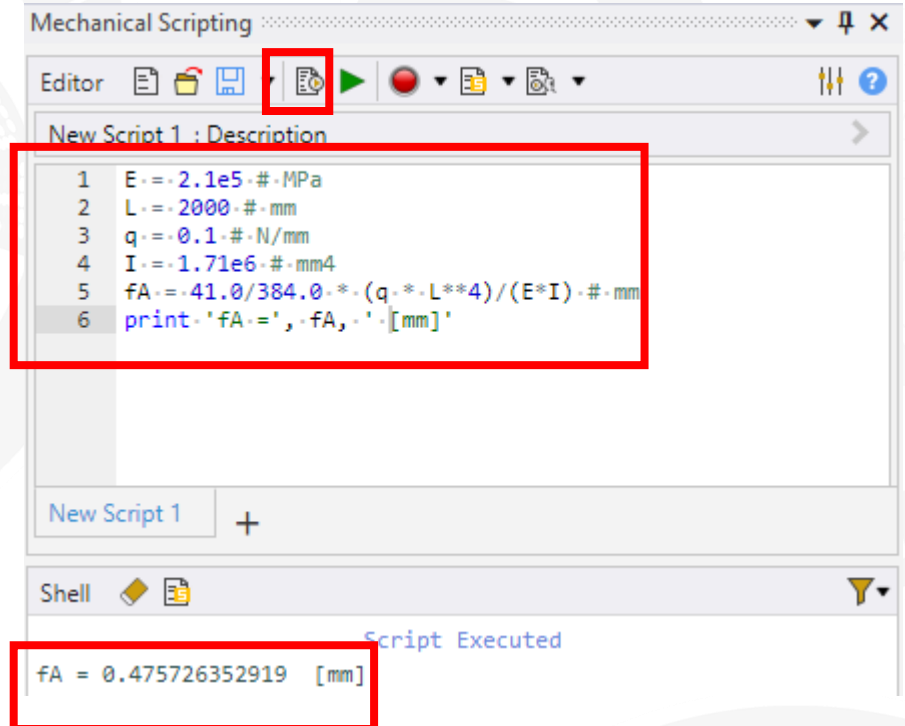 Mechanical Scripting
Editor
New Script 1 : Description
1 E = 2.1e5 # MPa
2 L = 2000 # mm
3 q = 0.1 # N/mm
4 I = 1.71e6 # mm4
5 fA = 41.0/384.0 * (q * L**4)/(E*I) # mm
6 print 'fA =', fA, ' [mm]'
New Script 1 +
Shell
Script Executed
fA = 0.475726352919  [mm]